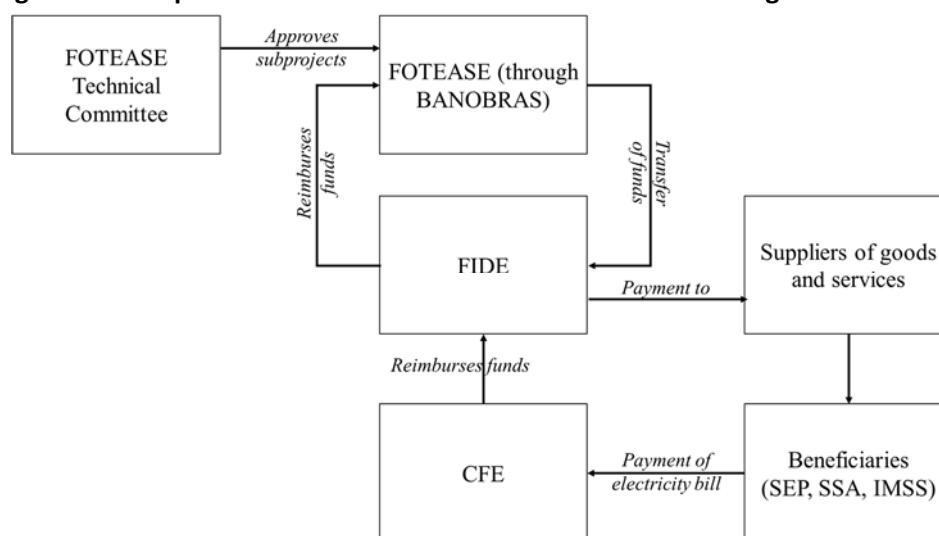 FOTEASE
Technical
Committee
Approves
subprojects
FOTEASE (through
BANOBRAS)
Reimburses
funds
Transfer
of funds
FIDE
Payment to
Suppliers of goods
and services
Reimburses funds
CFE
Payment of
electricity bill
Beneficiaries
(SEP, SSA, IMSS)